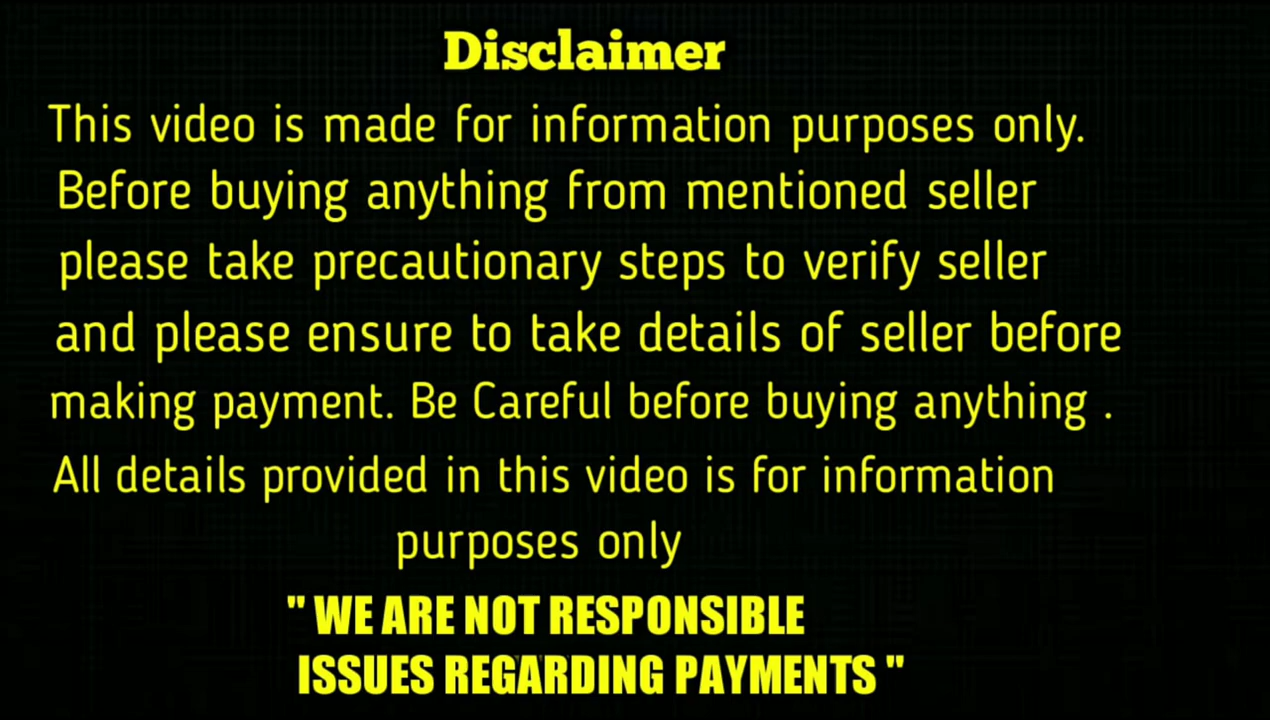 Disclaimer
This video is made for information purposes only.
Before buying anything from mentioned seller
please take precautionary steps to verify seller
and please ensure to take details of seller before
making payment. Be Careful before buying anything .
All details provided in this video is for information
purposes only
" WE ARE NOT RESPONSIBLE
ISSUES REGARDING PAYMENTS "